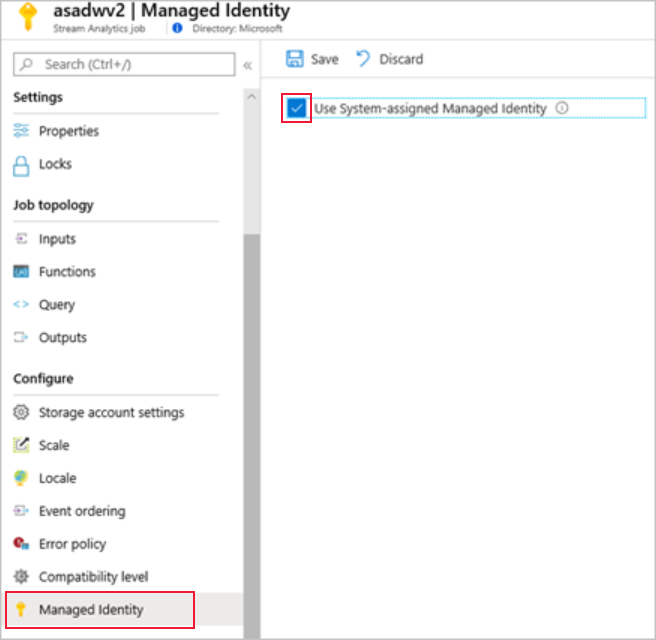 asadwv2 | Managed Identity
Stream Analytics job
Directory: Microsoft
Search (Ctrl+/)
«
Save
Discard
Use System-assigned Managed Identity
Settings
Properties
Locks
Job topology
Inputs
Functions
<> Query
Outputs
Configure
Storage account settings
Scale
Locale
Event ordering
Error policy
Compatibility level
Managed Identity